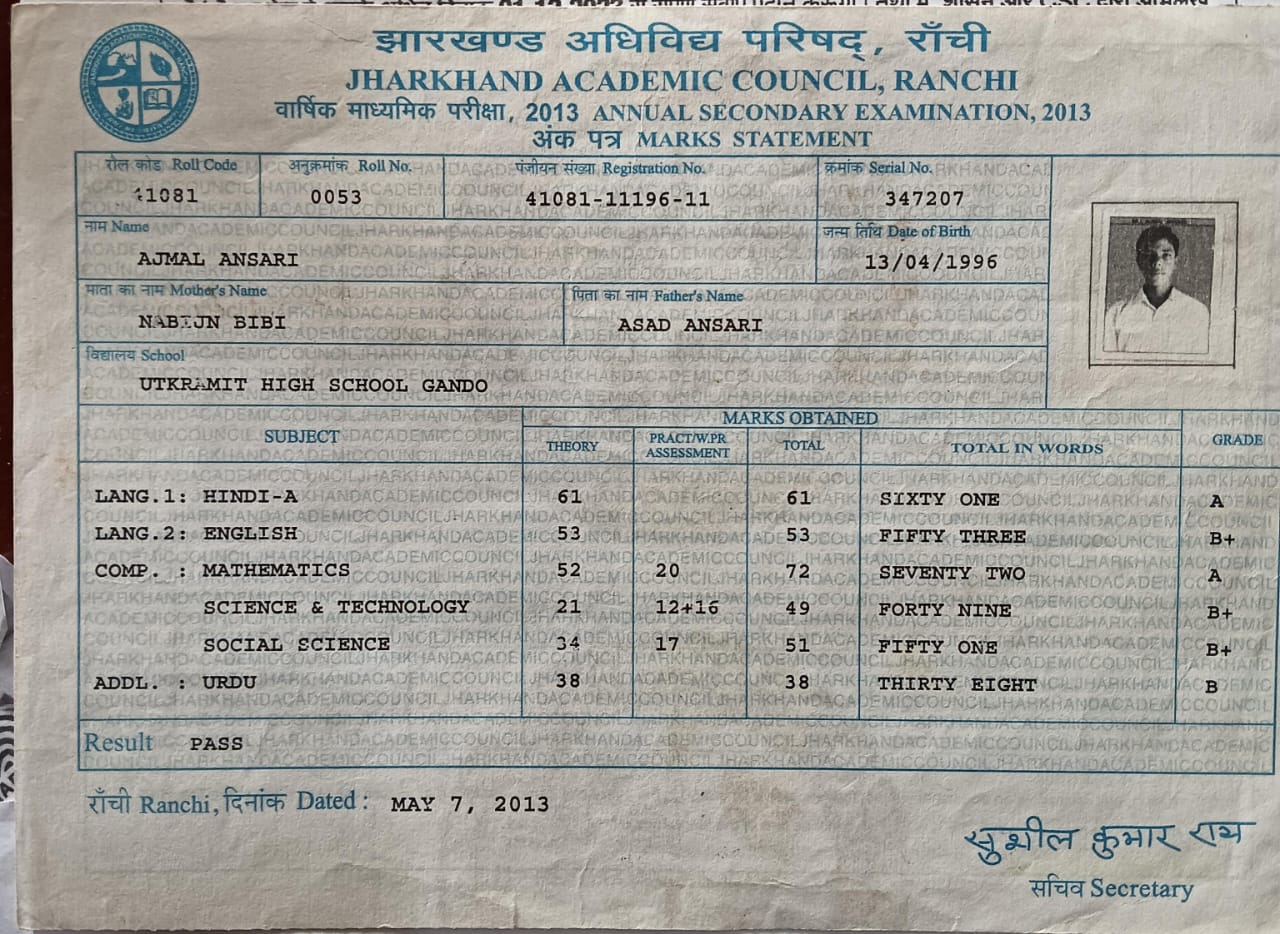 झारखण्ड अधिविद्य परिषद्, राँची
JHARKHAND ACADEMIC COUNCIL, RANCHI
वार्षिक माध्यमिक परीक्षा, 2013 ANNUAL SECONDARY EXAMINATION, 2013
अंक पत्र MARKS STATEMENT
रौल कोड Roll Code अनुक्रमांक Roll No. पंजीयन संख्या Registration No. क्रमांक Serial No.
41081 0053 41081-11196-11 347207
नाम Name जन्म तिथि Date of Birth
AJMAL ANSARI 13/04/1996
माता का नाम Mother's Name पिता का नाम Father's Name
NABIJN BIBI ASAD ANSARI
विद्यालय School
UTKRAMIT HIGH SCHOOL GANDO
MARKS OBTAINED
SUBJECT THEORY PRACT/W.PR ASSESSMENT TOTAL TOTAL IN WORDS GRADE
LANG.1: HINDI-A 61 61 SIXTY ONE A
LANG.2: ENGLISH 53 53 FIFTY THREE B+
COMP. : MATHEMATICS 52 20 72 SEVENTY TWO A
SCIENCE & TECHNOLOGY 21 12+16 49 FORTY NINE B+
SOCIAL SCIENCE 34 17 51 FIFTY ONE B+
ADDL. : URDU 38 38 THIRTY EIGHT B
Result PASS
राँची Ranchi, दिनांक Dated : MAY 7, 2013
सुशील कुमार राय
सचिव Secretary